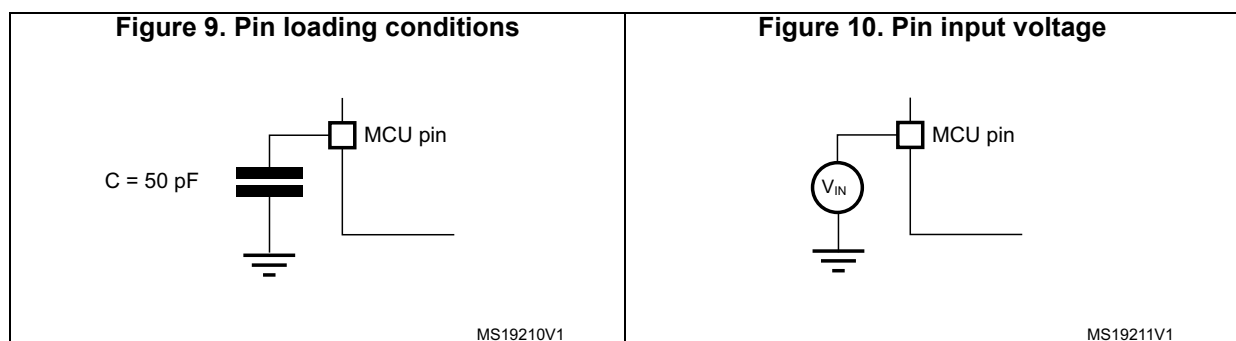 Figure 9. Pin loading conditions
MCU pin
C = 50 pF
MS19210V1
Figure 10. Pin input voltage
MCU pin
VIN
MS19211V1